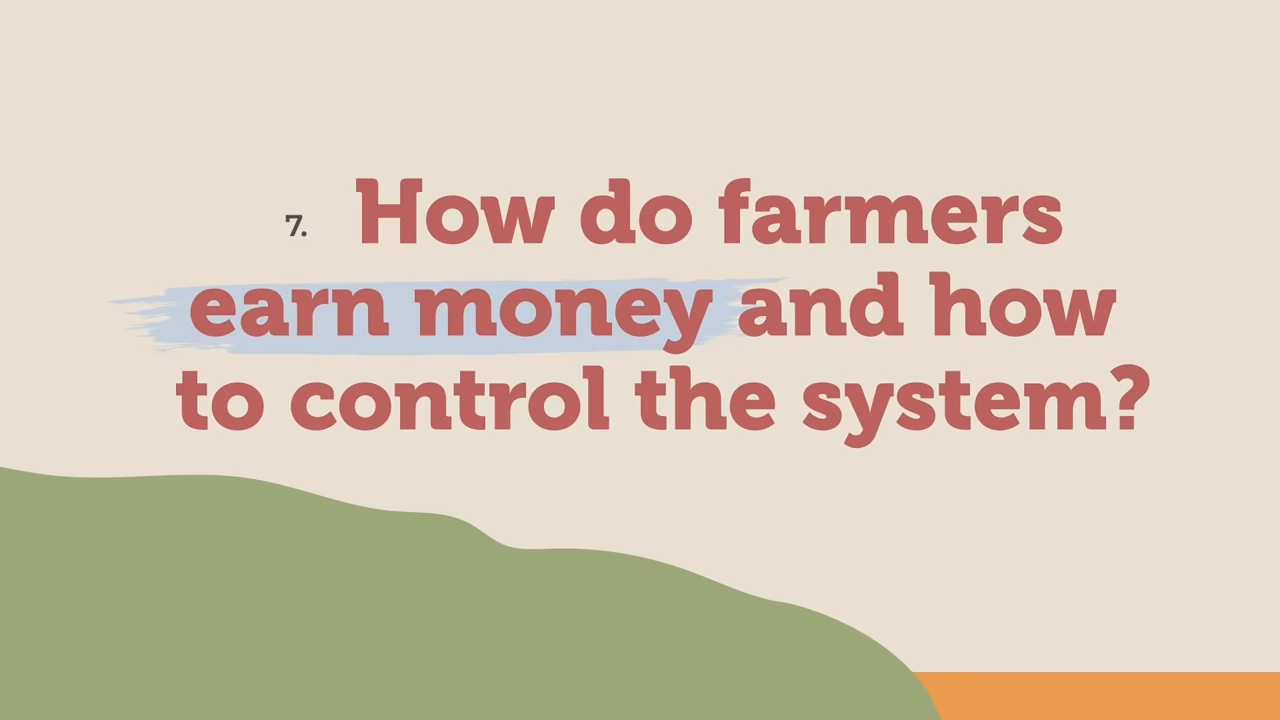 7. How do farmers
earn money and how
to control the system?